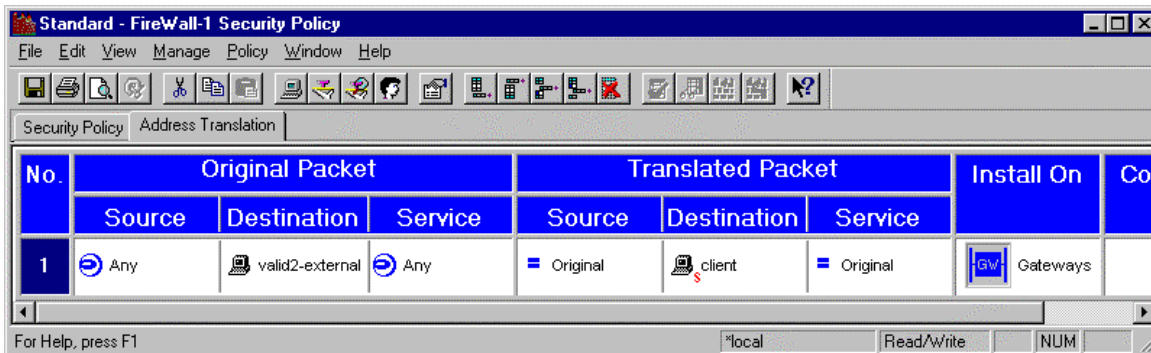 Standard - FireWall-1 Security Policy
File Edit View Manage Policy Window Help
Security Policy Address Translation
No. Original Packet Translated Packet Install On Co
Source Destination Service Source Destination Service
1 Any valid2-external Any Original client S Original GW Gateways
For Help, press F1 *local Read/Write NUM